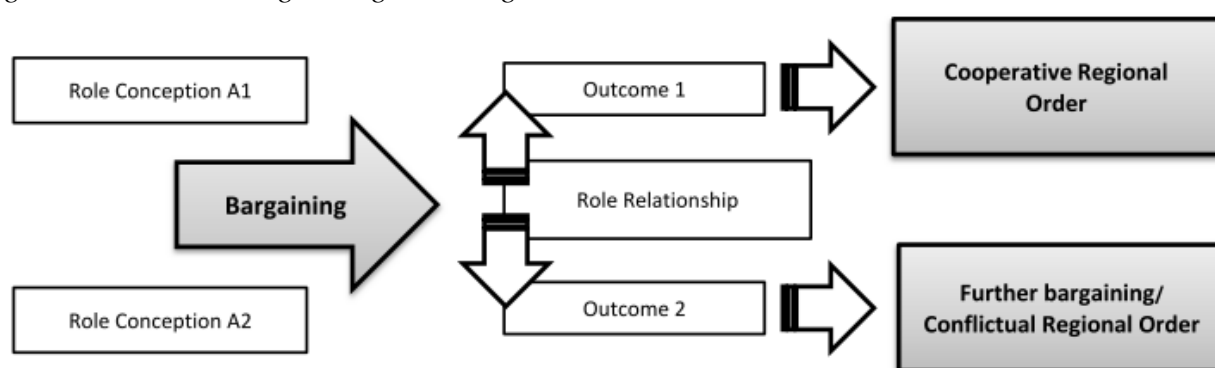 Role Conception A1
Bargaining
Role Conception A2
Outcome 1
Role Relationship
Outcome 2
Cooperative Regional
Order
Further bargaining/
Conflictual Regional Order